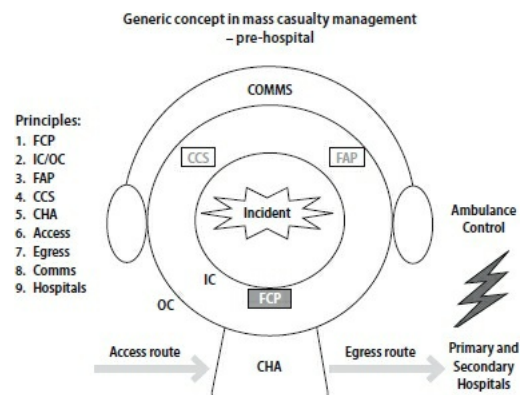 Generic concept in mass casualty management
– pre-hospital
COMMS
Principles:
1. FCP
2. IC/OC
3. FAP
4. CCS
5. CHA
6. Access
7. Egress
8. Comms
9. Hospitals
CCS
FAP
Incident
Ambulance
Control
IC
FCP
OC
Access route
CHA
Egress route
Primary and
Secondary
Hospitals